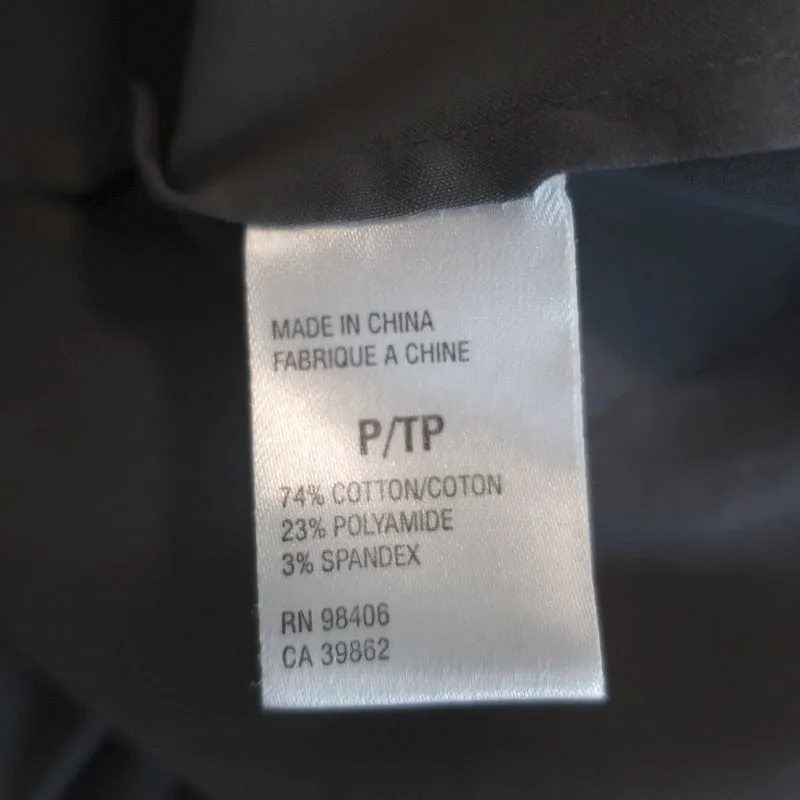 MADE IN CHINA
FABRIQUE A CHINE
P/TP
74% COTTON/COTON
23% POLYAMIDE
3% SPANDEX
RN 98406
CA 39862